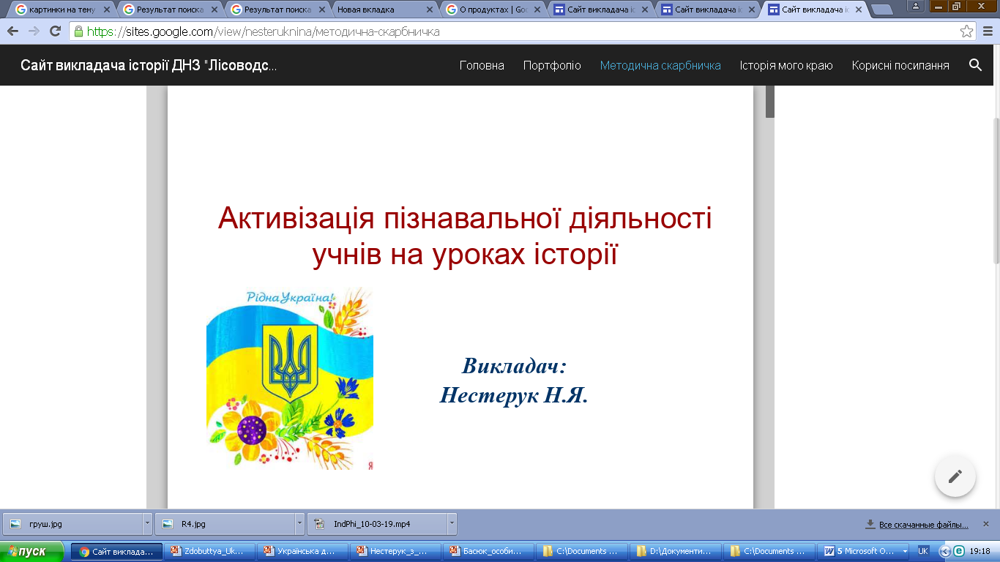 картинки на тему
Результат поиска
Результат поиска
Новая вкладка
О продуктах | Goo
Сайт викладача іс
Сайт викладача іс
Сайт викладача іс
https://sites.google.com/view/nesteruknina/методична-скарбничка
Сайт викладача історії ДНЗ "Лісоводс...
Головна
Портфоліо
Методична скарбничка
Історія мого краю
Корисні посилання
Активізація пізнавальної діяльності
учнів на уроках історії
Рідна Україна!
Викладач:
Нестерук Н.Я.
Я
груш.jpg
R4.jpg
IndPhi_10-03-19.mp4
Все скачанные файлы...
пуск
Сайт виклада...
Zdobuttya_Uk...
Українська д...
Нестерук_з_...
Басюк_особи...
C:\Documents ...
D:\Документи...
C:\Documents ...
5 Microsoft O...
UK
19:18